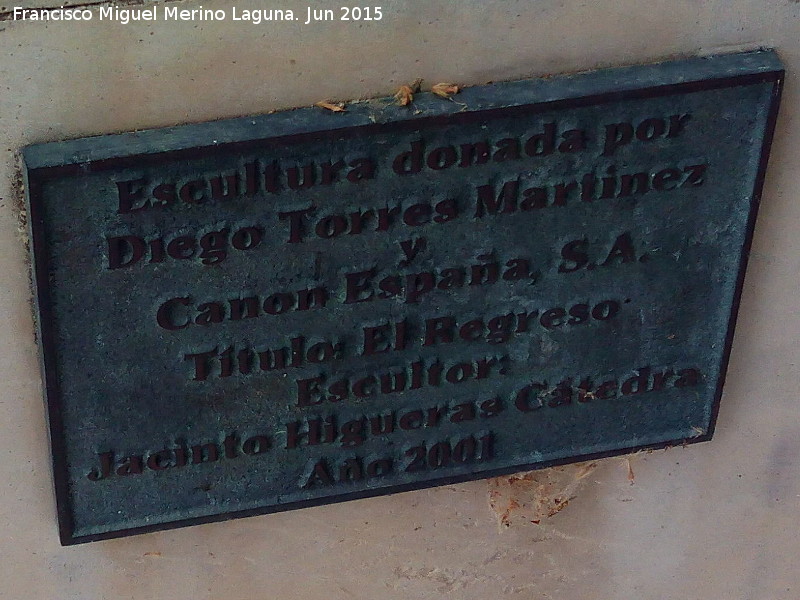 Francisco Miguel Merino Laguna. Jun 2015
Escultura donada por
Diego Torres Martinez
y
Canon España, S.A.
Título: El Regreso
Escultor:
Jacinto Higueras Cátedra
Año 2001